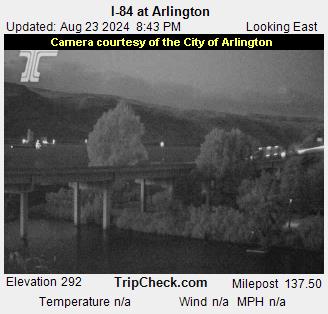 I-84 at Arlington
Updated: Aug 23 2024 8:43 PM Looking East
Camera courtesy of the City of Arlington
Elevation 292 TripCheck.com Milepost 137.50
Temperature n/a Wind n/a MPH n/a